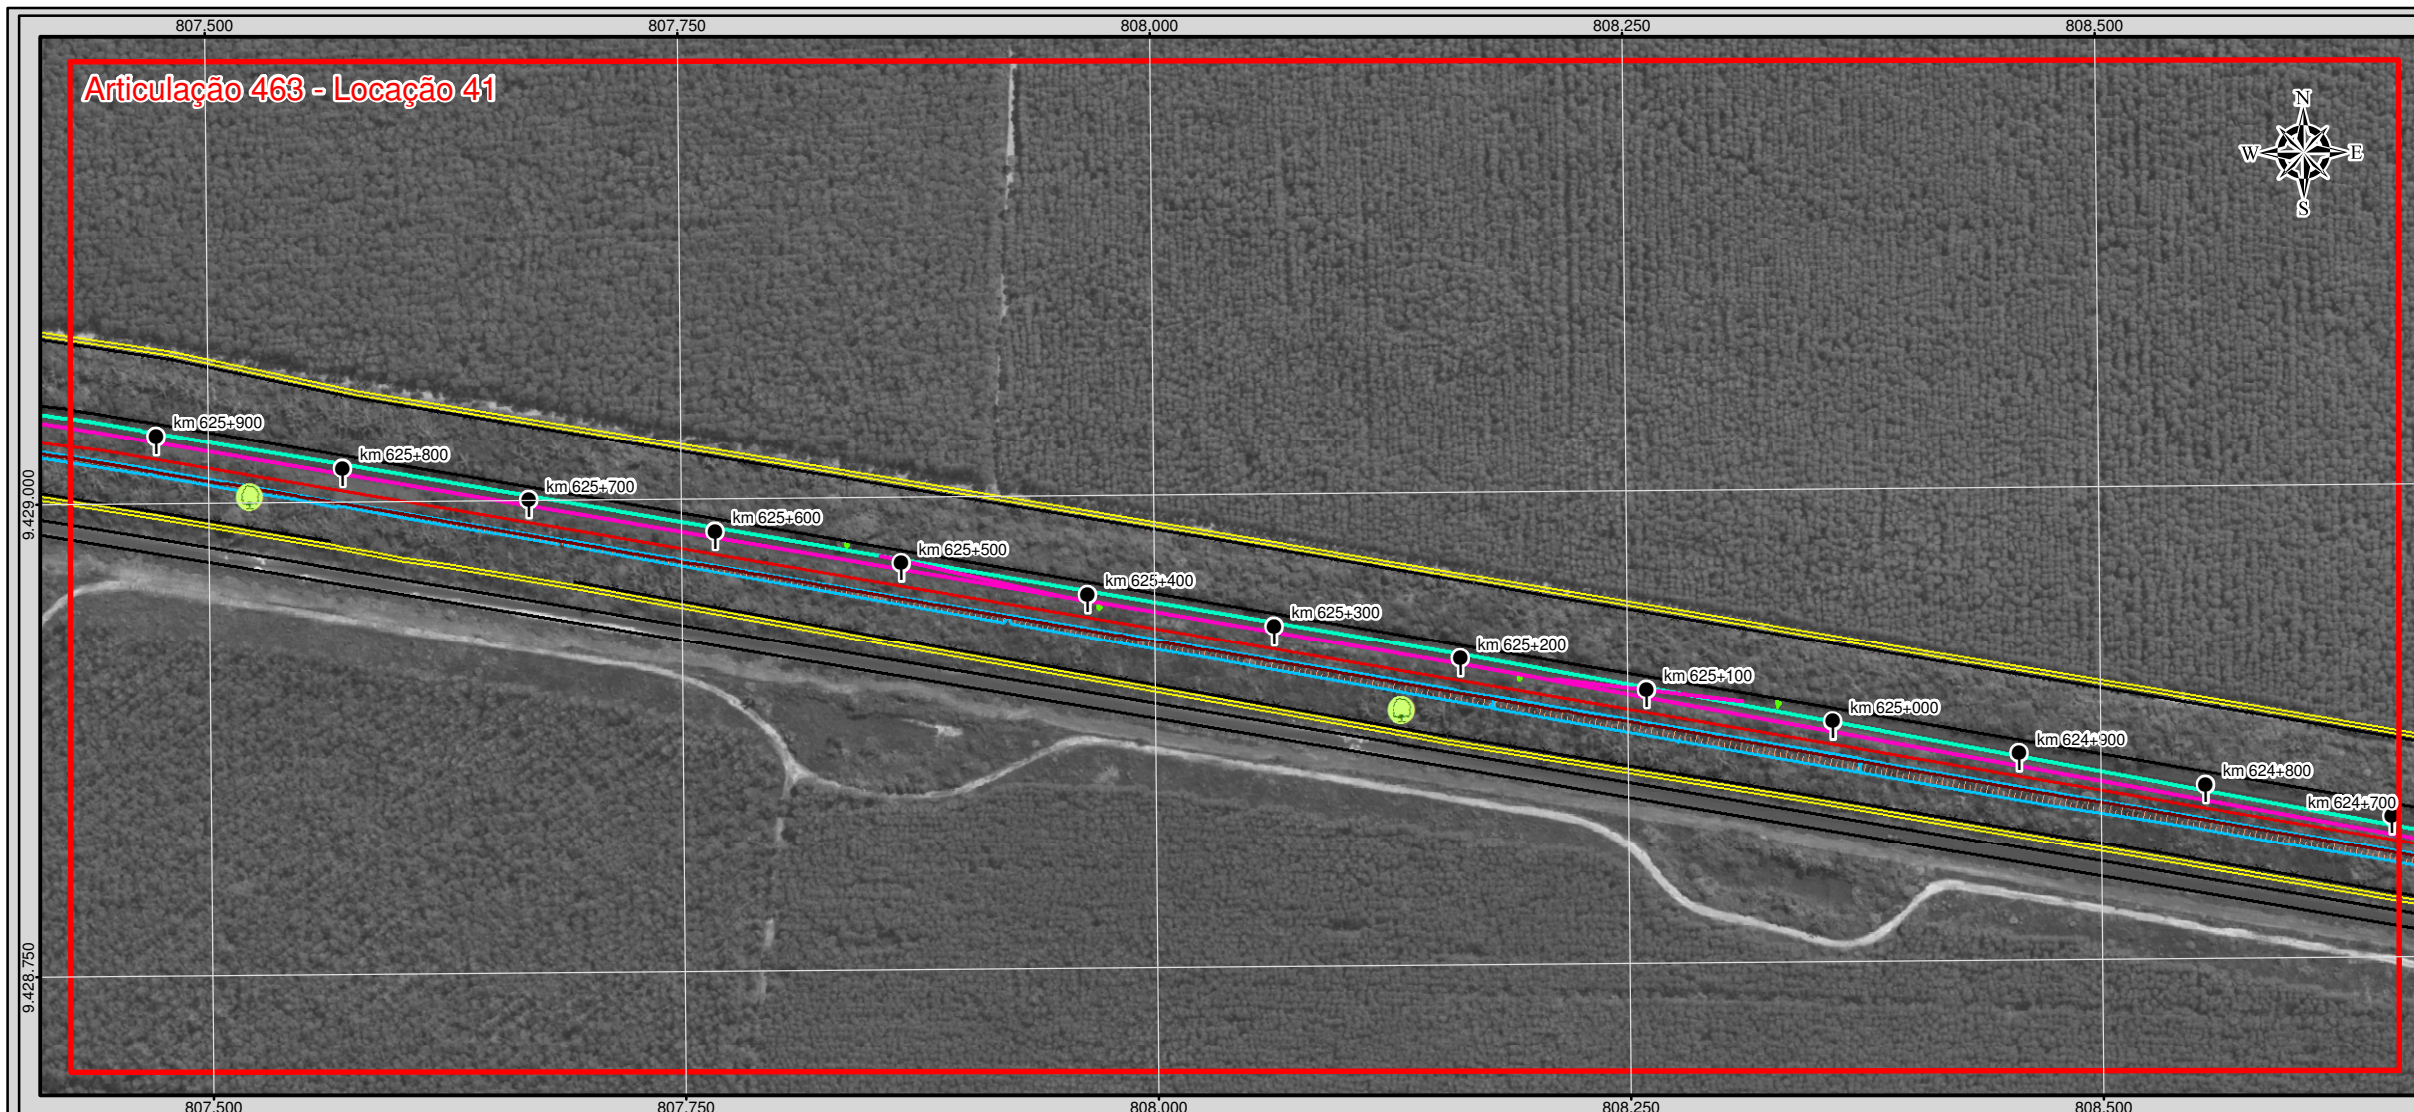 807.500 807.750 808.000 808.250 808.500
Articulação 463 - Locação 41
N
W E
S
km 625+900
km 625+800
km 625+700
km 625+600
km 625+500
km 625+400
km 625+300
km 625+200
km 625+100
km 625+000
km 624+900
km 624+800
km 624+700
9.429.000
9.428.750
807.500 807.750 808.000 808.250 808.500